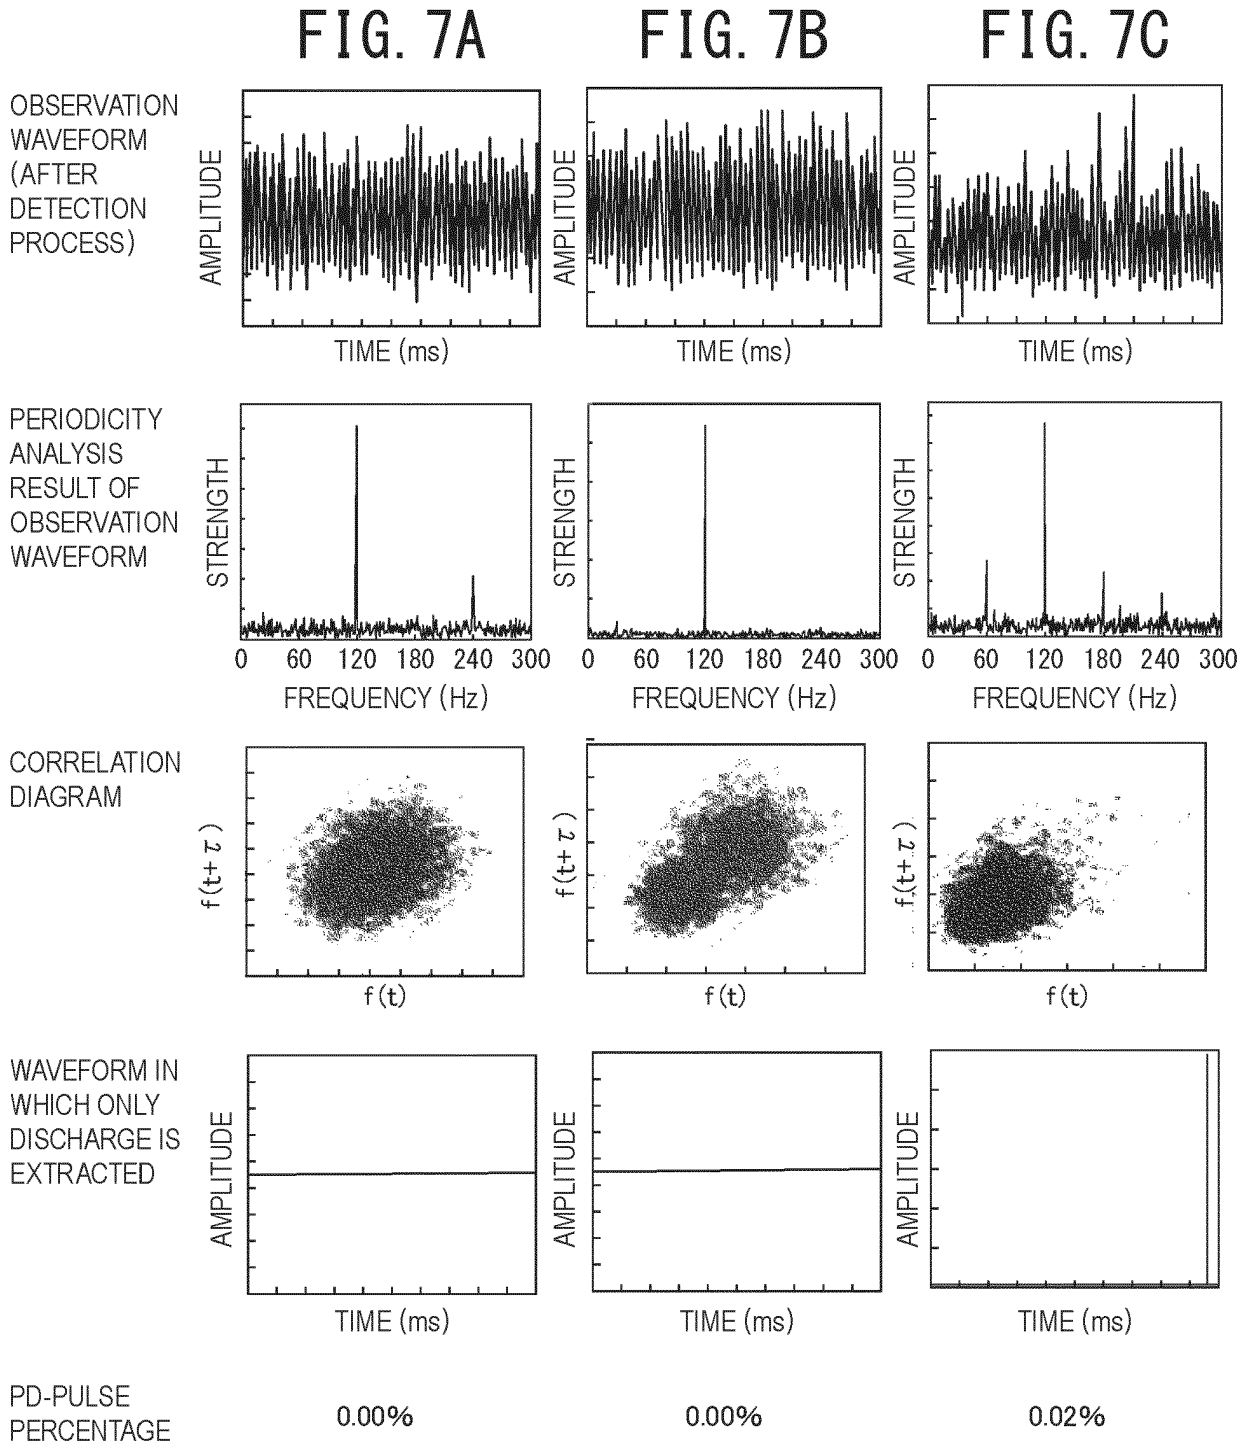 FIG. 7A FIG. 7B FIG. 7C
OBSERVATION
WAVEFORM
(AFTER
DETECTION
PROCESS)
AMPLITUDE
TIME (ms)
AMPLITUDE
TIME (ms)
AMPLITUDE
TIME (ms)
PERIODICITY
ANALYSIS
RESULT OF
OBSERVATION
WAVEFORM
STRENGTH
0 60 120 180 240 300
FREQUENCY (Hz)
STRENGTH
0 60 120 180 240 300
FREQUENCY (Hz)
STRENGTH
0 60 120 180 240 300
FREQUENCY (Hz)
CORRELATION
DIAGRAM
f(t+τ)
f(t)
f(t+τ)
f(t)
f(t+τ)
f(t)
WAVEFORM IN
WHICH ONLY
DISCHARGE IS
EXTRACTED
AMPLITUDE
TIME (ms)
AMPLITUDE
TIME (ms)
AMPLITUDE
TIME (ms)
PD-PULSE
PERCENTAGE
0.00% 0.00% 0.02%